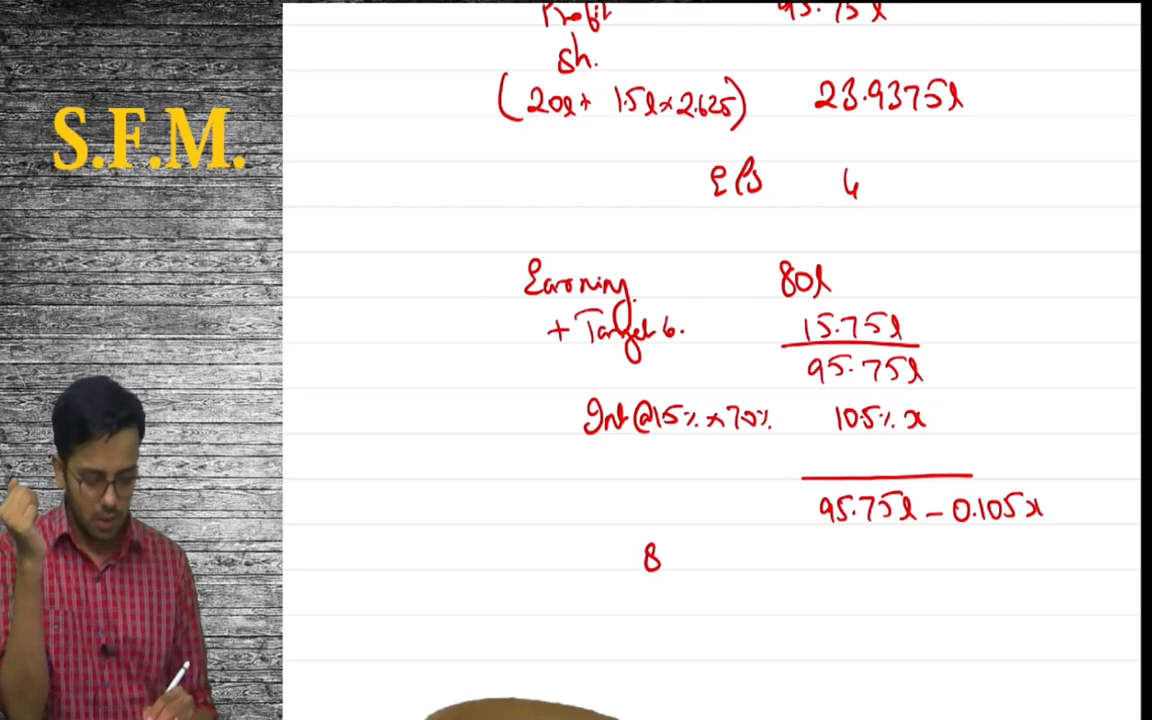 S.F.M.
Profit 95.75l
Sh.
(20l + 1.5l × 2.625) 23.9375l
EPS 4
Earning 80l
+ Target 6. 15.75l
95.75l
Int @15% × 70% 10.5% x
95.75l - 0.105x
8